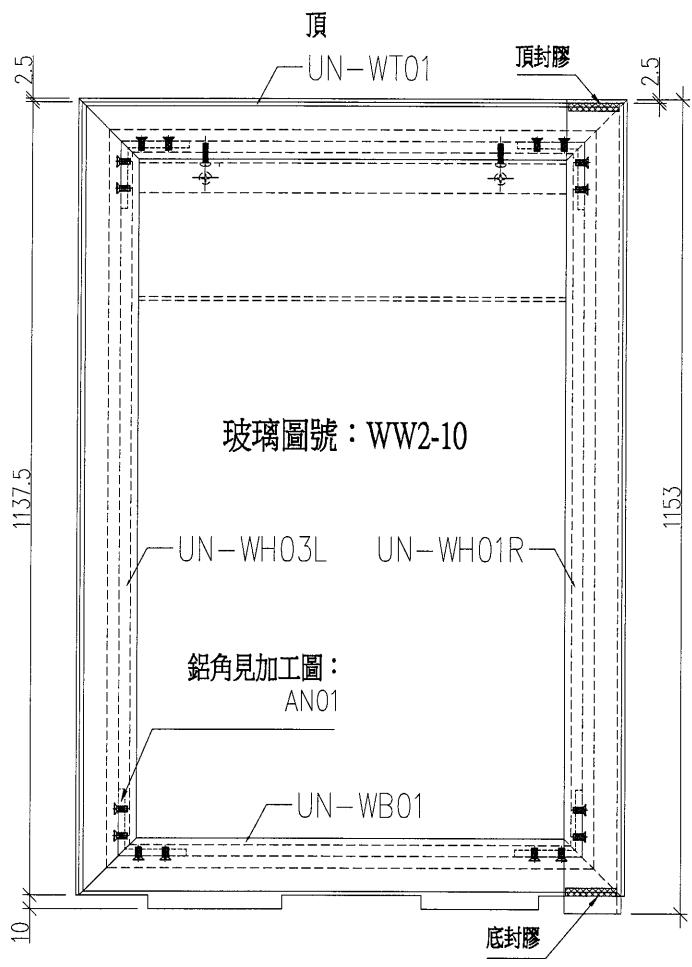 頂
UN-WT01
頂封膠
2.5
2.5
玻璃圖號：WW2-10
1137.5
1153
UN-WH03L
UN-WH01R
鋁角見加工圖：
AN01
UN-WB01
10
底封膠